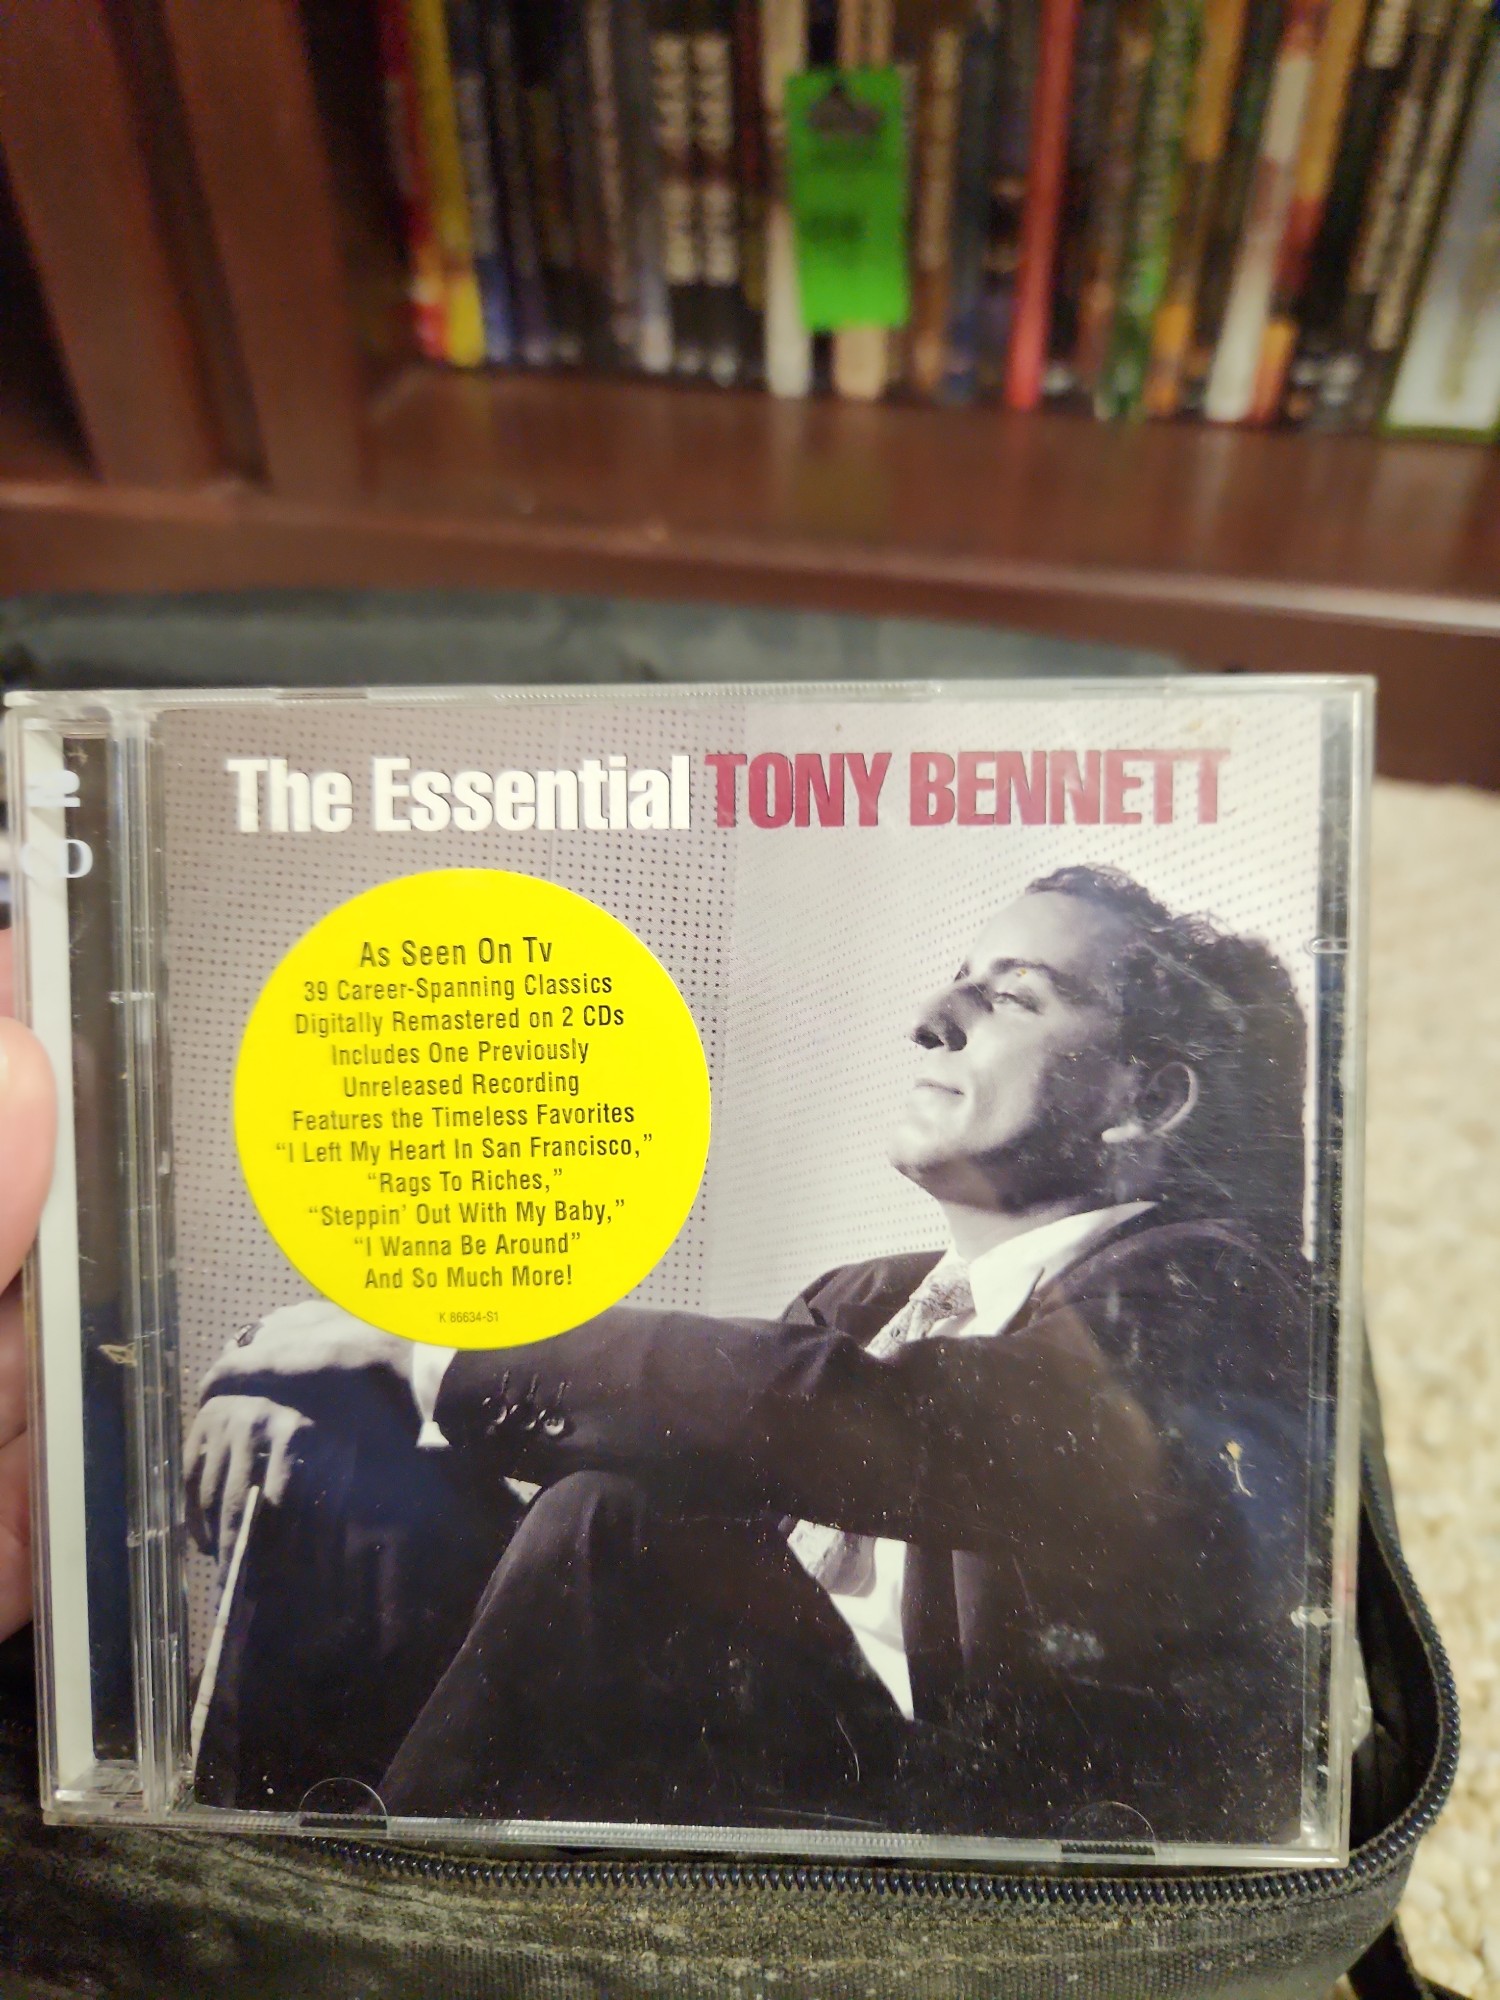 The Essential TONY BENNETT
2
CD
As Seen On Tv
39 Career-Spanning Classics
Digitally Remastered on 2 CDs
Includes One Previously
Unreleased Recording
Features the Timeless Favorites
“I Left My Heart In San Francisco,”
“Rags To Riches,”
“Steppin’ Out With My Baby,”
“I Wanna Be Around”
And So Much More!
K 86634-S1